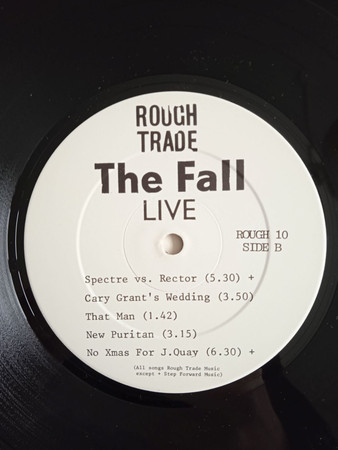 ROUGH
TRADE
The Fall
LIVE
ROUGH 10
SIDE B
Spectre vs. Rector (5.30) +
Cary Grant's Wedding (3.50)
That Man (1.42)
New Puritan (3.15)
No Xmas For J.Quay (6.30) +
(All songs Rough Trade Music
except + Step Forward Music)